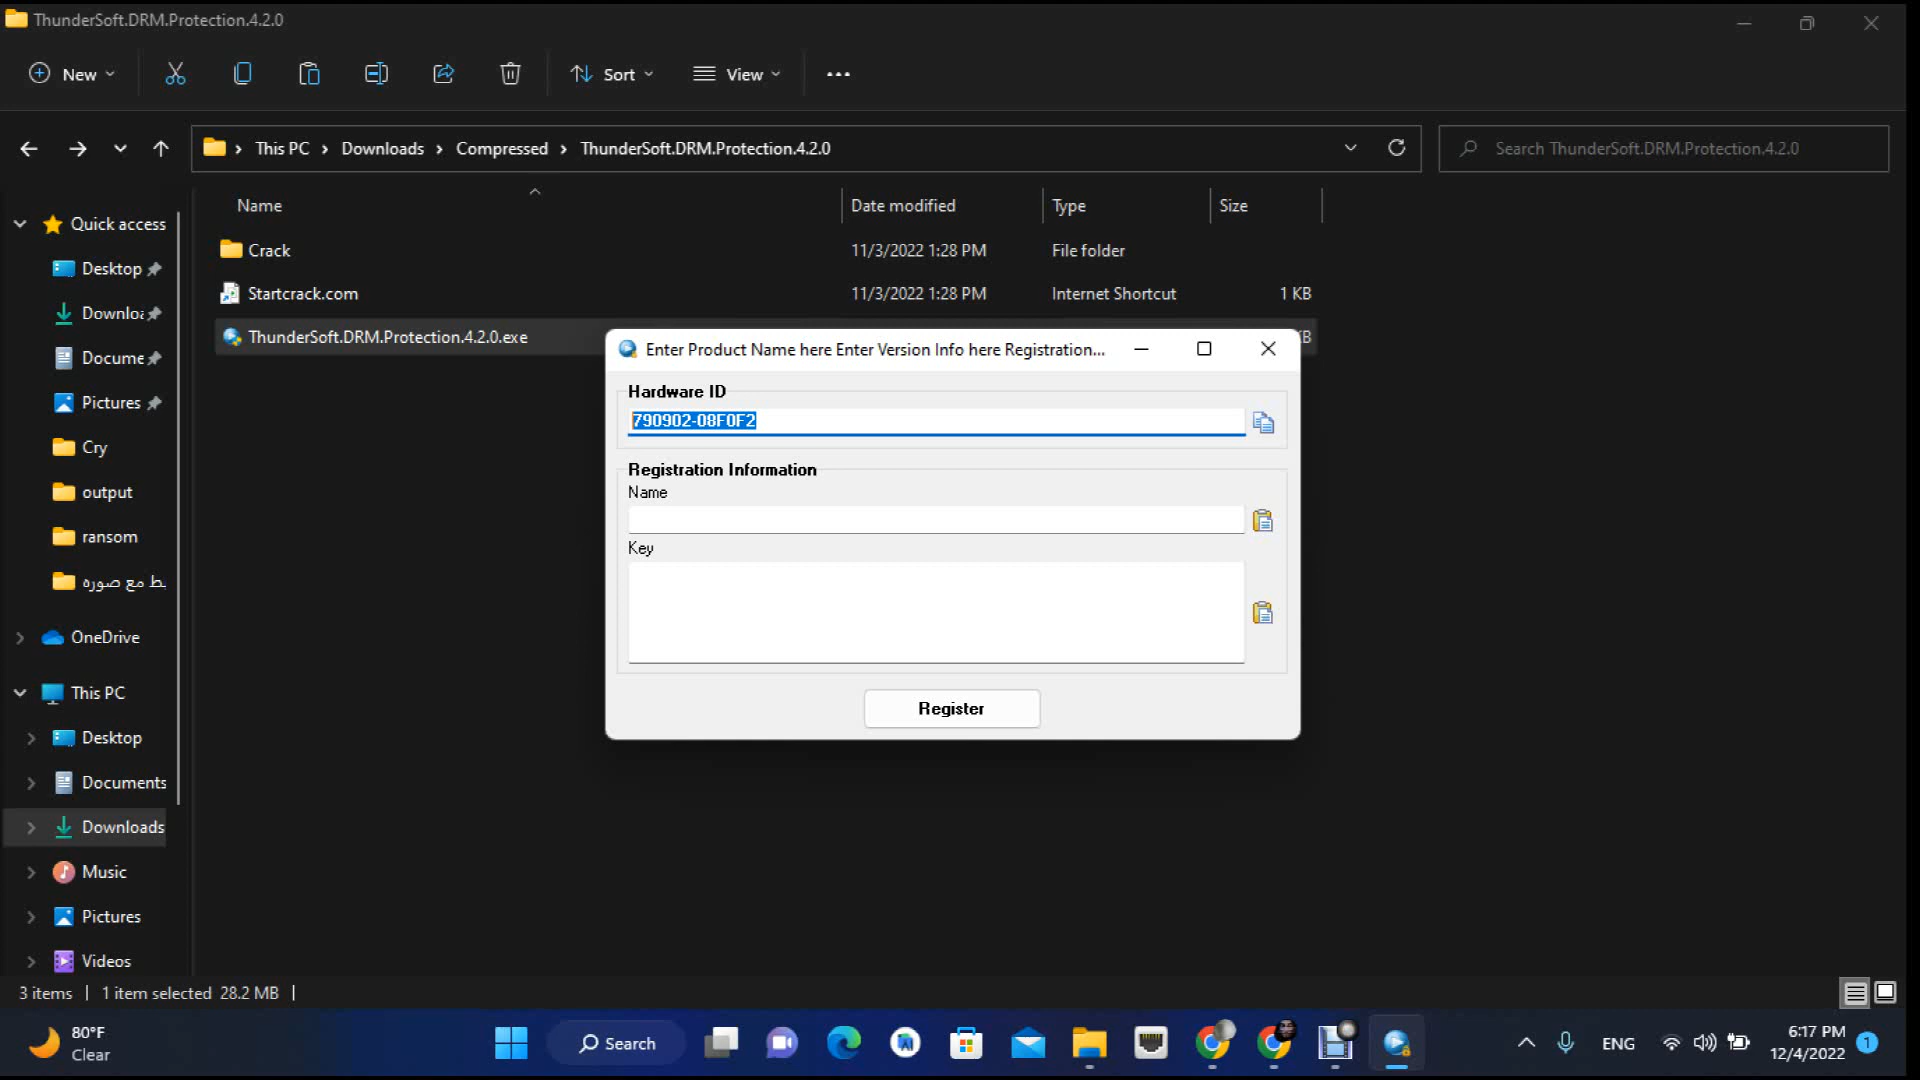 ThunderSoft.DRM.Protection.4.2.0
New
Sort
View
This PC > Downloads > Compressed > ThunderSoft.DRM.Protection.4.2.0
Search ThunderSoft.DRM.Protection.4.2.0
Name
Date modified
Type
Size
Crack
11/3/2022 1:28 PM
File folder
Startcrack.com
11/3/2022 1:28 PM
Internet Shortcut
1 KB
ThunderSoft.DRM.Protection.4.2.0.exe
KB
Quick access
Desktop
Downloa
Docume
Pictures
Cry
output
ransom
ط مع صوره
OneDrive
This PC
Desktop
Documents
Downloads
Music
Pictures
Videos
Enter Product Name here Enter Version Info here Registration...
Hardware ID
790902-08F0F2
Registration Information
Name
Key
Register
3 items
1 item selected 28.2 MB
80°F
Clear
Search
ENG
6:17 PM
12/4/2022
1